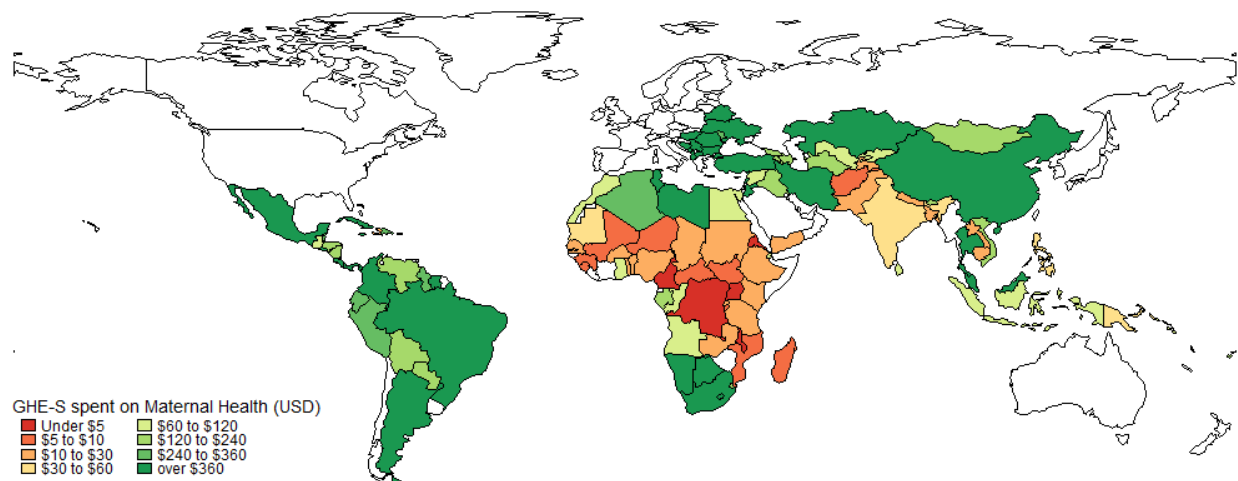 GHE-S spent on Maternal Health (USD)
Under $5
$5 to $10
$10 to $30
$30 to $60
$60 to $120
$120 to $240
$240 to $360
over $360